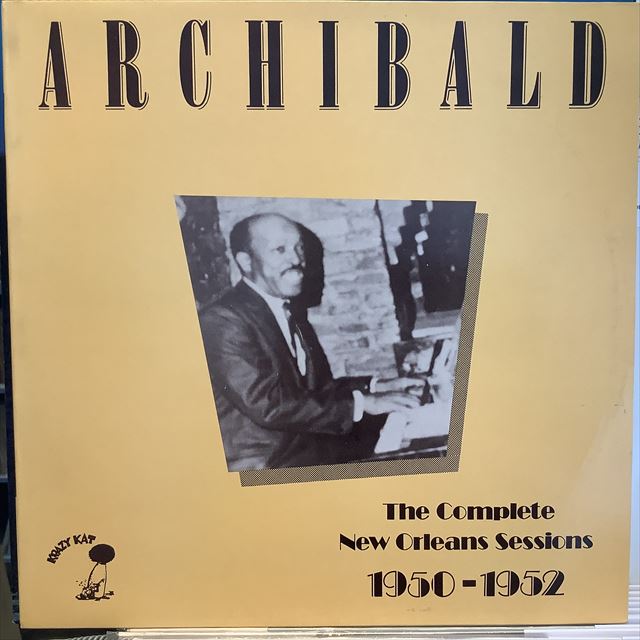 ARCHIBALD
The Complete
New Orleans Sessions
1950-1952
KRAZY KAT